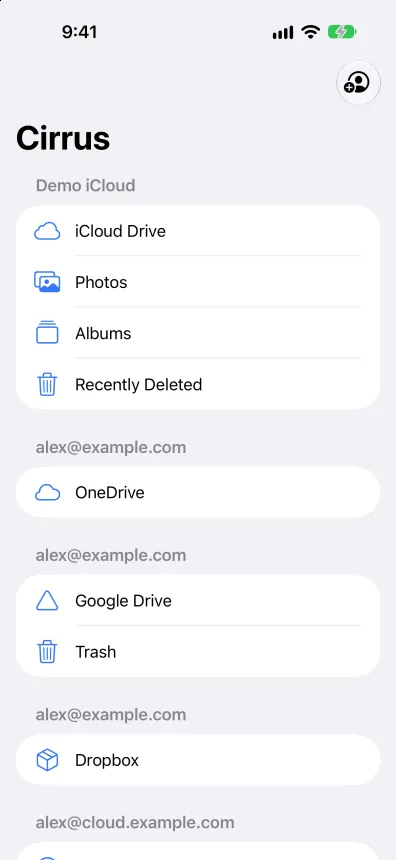 9:41
Cirrus
Demo iCloud
iCloud Drive
Photos
Albums
Recently Deleted
alex@example.com
OneDrive
alex@example.com
Google Drive
Trash
alex@example.com
Dropbox
alex@cloud.example.com